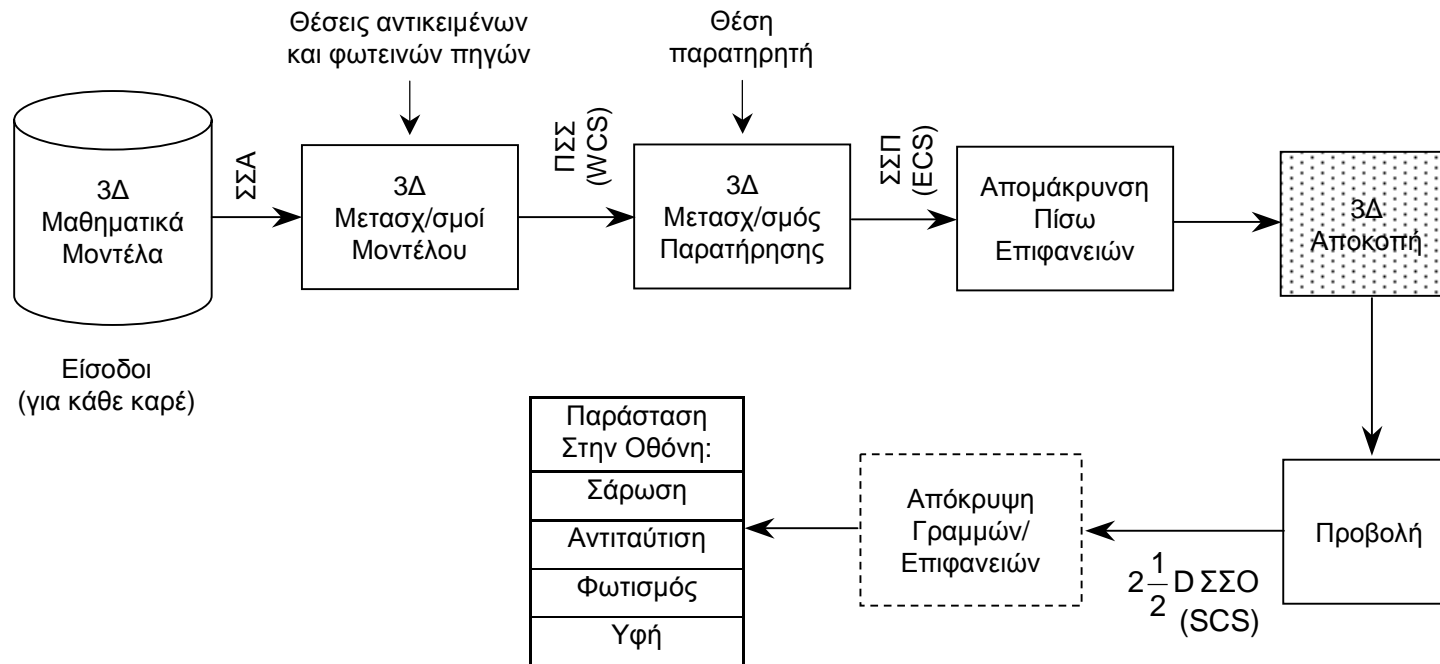 Θέσεις αντικειμένων
και φωτεινών πηγών
Θέση
παρατηρητή
3Δ
Μαθηματικά
Μοντέλα
ΣΣΑ
3Δ
Μετασχ/σμοί
Μοντέλου
ΠΣΣ
(WCS)
3Δ
Μετασχ/σμός
Παρατήρησης
ΣΣΠ
(ECS)
Απομάκρυνση
Πίσω
Επιφανειών
3Δ
Αποκοπή
Είσοδοι
(για κάθε καρέ)
Παράσταση
Στην Οθόνη:
Σάρωση
Αντιταύτιση
Φωτισμός
Υφή
Απόκρυψη
Γραμμών/
Επιφανειών
2 1/2 D ΣΣΟ
(SCS)
Προβολή